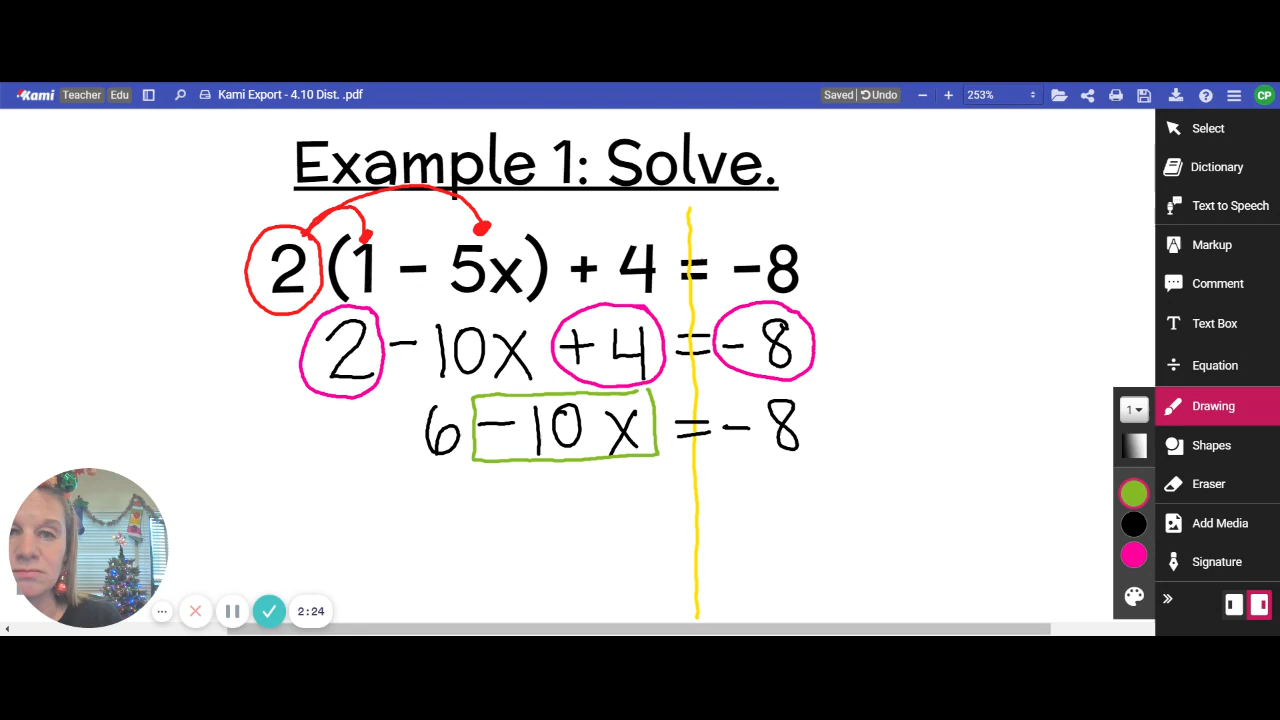 Kami Teacher Edu Kami Export - 4.10 Dist. .pdf Saved Undo 253% CP
Example 1: Solve.
2(1 - 5x) + 4 = -8
2 - 10x + 4 = - 8
6 - 10x = - 8
Select
Dictionary
Text to Speech
Markup
Comment
Text Box
Equation
1
Drawing
Shapes
Eraser
Add Media
Signature
2:24